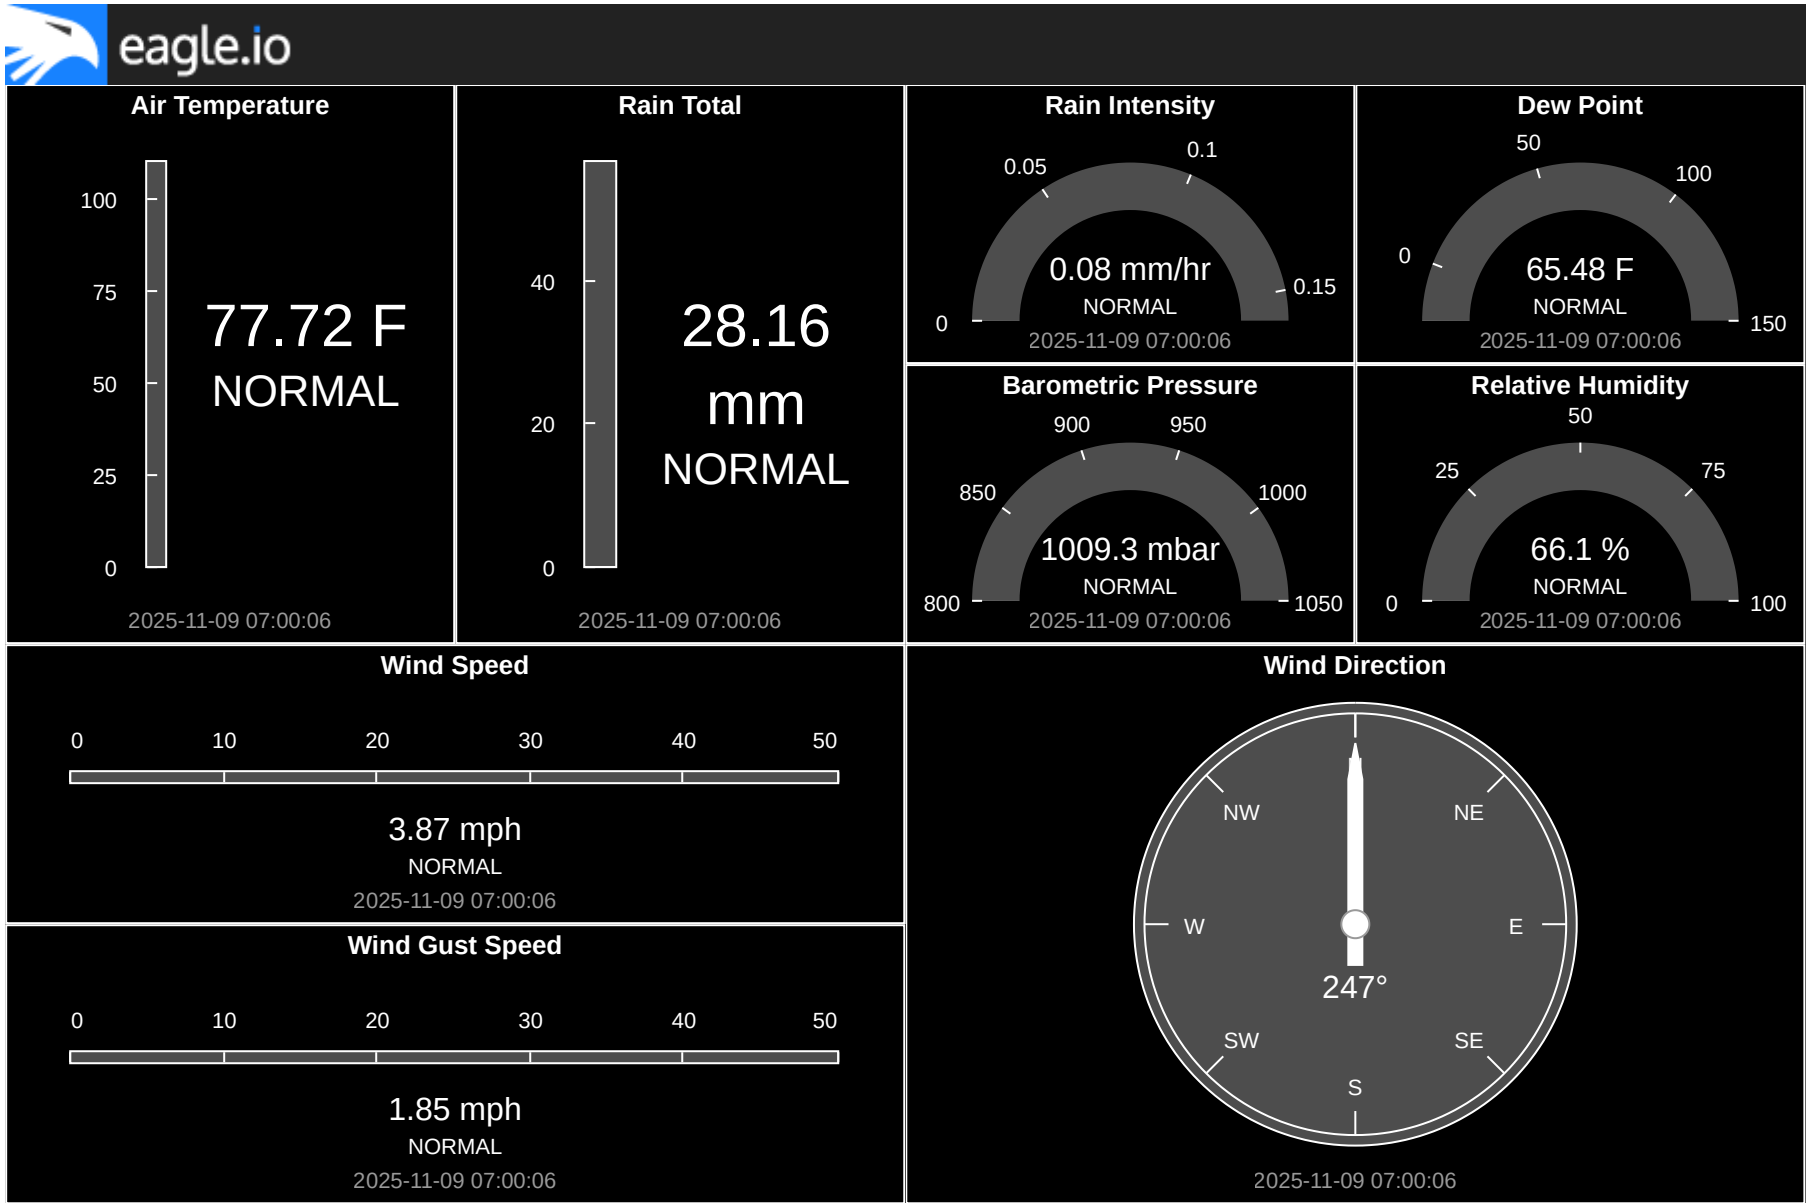 eagle.io
Air Temperature
100
75
50
25
0
77.72 F
NORMAL
2025-11-09 07:00:06
Rain Total
40
20
0
28.16
mm
NORMAL
2025-11-09 07:00:06
Rain Intensity
0
0.05
0.1
0.15
0.08 mm/hr
NORMAL
2025-11-09 07:00:06
Dew Point
0
50
100
150
65.48 F
NORMAL
2025-11-09 07:00:06
Barometric Pressure
800
850
900
950
1000
1050
1009.3 mbar
NORMAL
2025-11-09 07:00:06
Relative Humidity
0
25
50
75
100
66.1 %
NORMAL
2025-11-09 07:00:06
Wind Speed
0 10 20 30 40 50
3.87 mph
NORMAL
2025-11-09 07:00:06
Wind Gust Speed
0 10 20 30 40 50
1.85 mph
NORMAL
2025-11-09 07:00:06
Wind Direction
NW NE
W E
247°
SW SE
S
2025-11-09 07:00:06